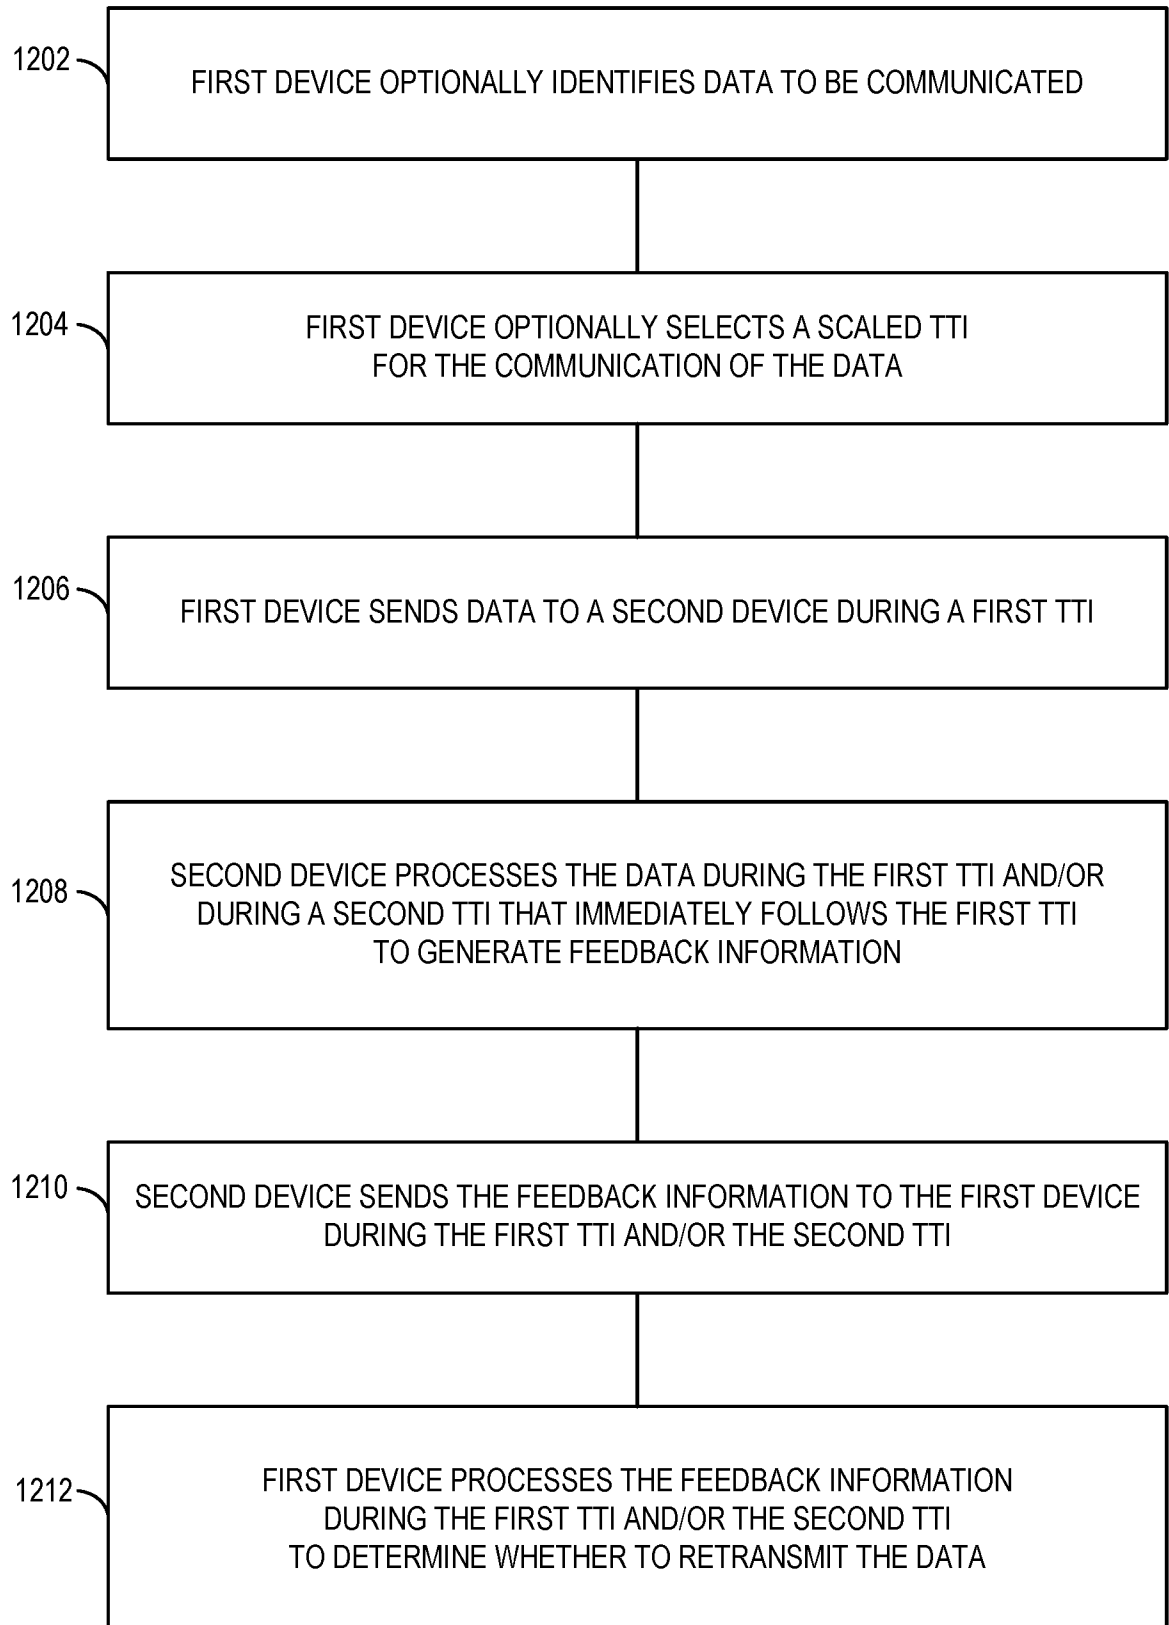 1202
FIRST DEVICE OPTIONALLY IDENTIFIES DATA TO BE COMMUNICATED
1204
FIRST DEVICE OPTIONALLY SELECTS A SCALED TTI
FOR THE COMMUNICATION OF THE DATA
1206
FIRST DEVICE SENDS DATA TO A SECOND DEVICE DURING A FIRST TTI
1208
SECOND DEVICE PROCESSES THE DATA DURING THE FIRST TTI AND/OR
DURING A SECOND TTI THAT IMMEDIATELY FOLLOWS THE FIRST TTI
TO GENERATE FEEDBACK INFORMATION
1210
SECOND DEVICE SENDS THE FEEDBACK INFORMATION TO THE FIRST DEVICE
DURING THE FIRST TTI AND/OR THE SECOND TTI
1212
FIRST DEVICE PROCESSES THE FEEDBACK INFORMATION
DURING THE FIRST TTI AND/OR THE SECOND TTI
TO DETERMINE WHETHER TO RETRANSMIT THE DATA